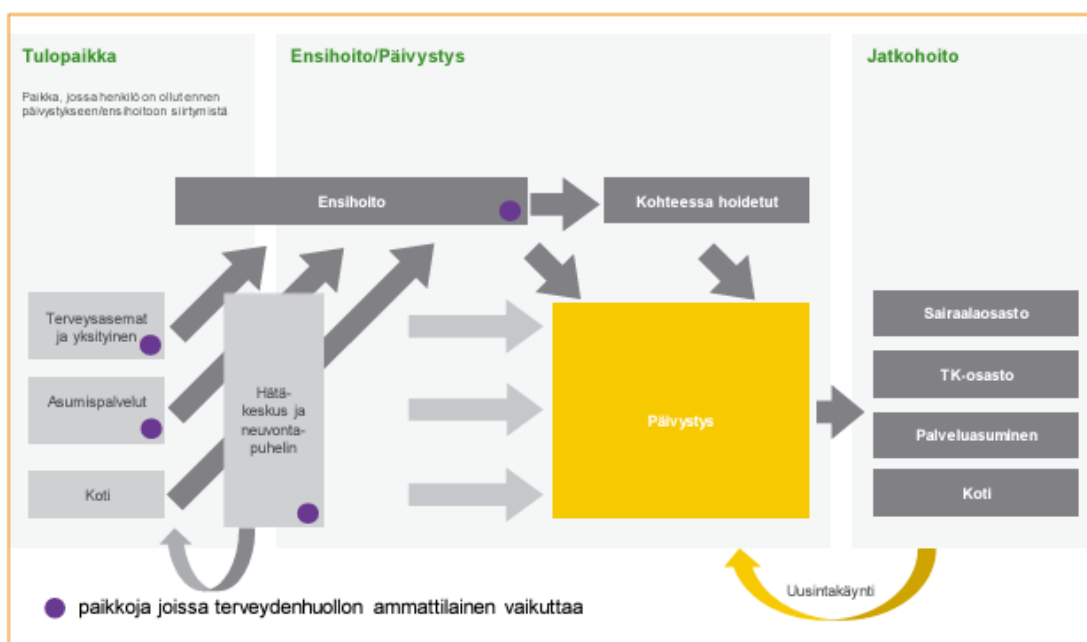 Tulopaikka
Paikka, jossa henkilö on ollut ennen
päivystykseen/ensihoitoon siirtymistä
Ensihoito/Päivystys
Jatkohoito
Ensihoito
Kohteessa hoidetut
Terveysasemat
ja yksityinen
Asumispalvelut
Koti
Hätä-
keskus ja
neuvonta-
puhelin
Päivystys
Sairaalaosasto
TK-osasto
Palveluasuminen
Koti
Uusintakäynti
paikkoja joissa terveydenhuollon ammattilainen vaikuttaa